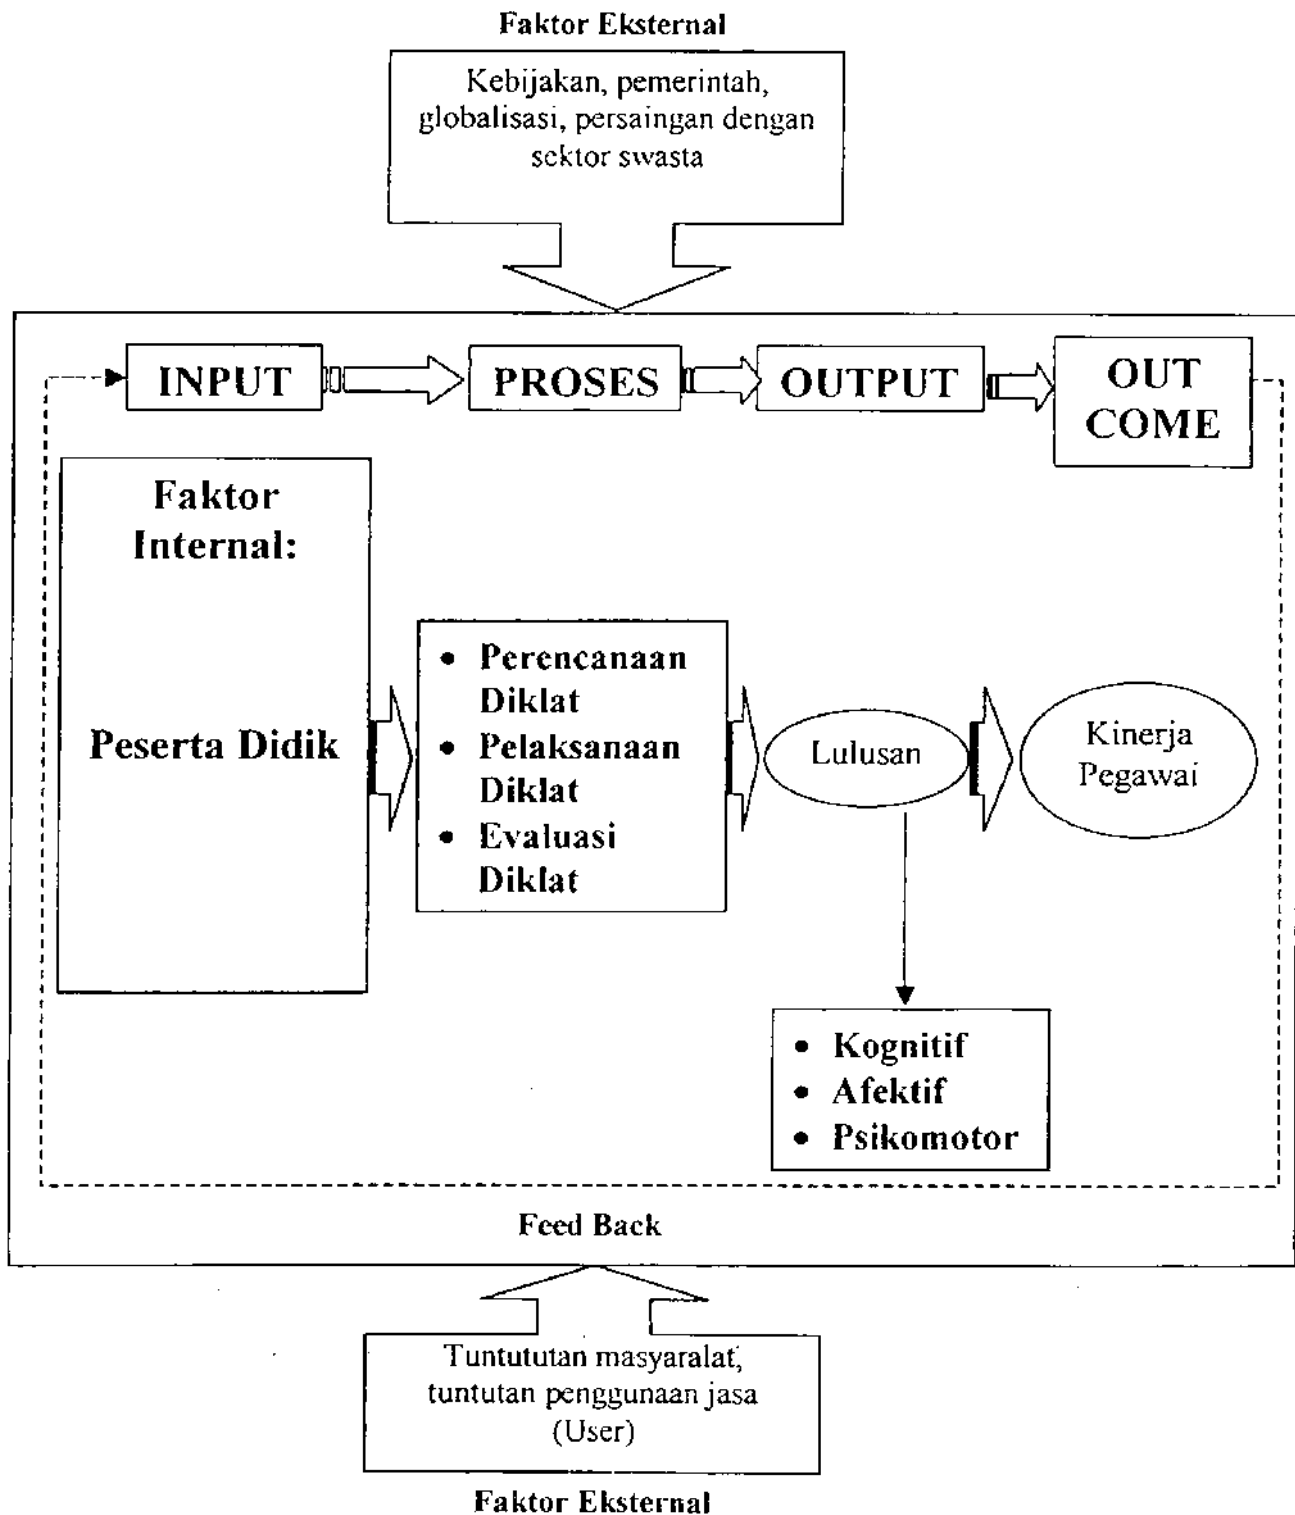 Faktor Eksternal
Kebijakan, pemerintah,
globalisasi, persaingan dengan
sektor swasta
INPUT
PROSES
OUTPUT
OUT
COME
Faktor
Internal:
Peserta Didik
• Perencanaan
Diklat
• Pelaksanaan
Diklat
• Evaluasi
Diklat
Lulusan
Kinerja
Pegawai
• Kognitif
• Afektif
• Psikomotor
Feed Back
Tuntututan masyaralat,
tuntutan penggunaan jasa
(User)
Faktor Eksternal